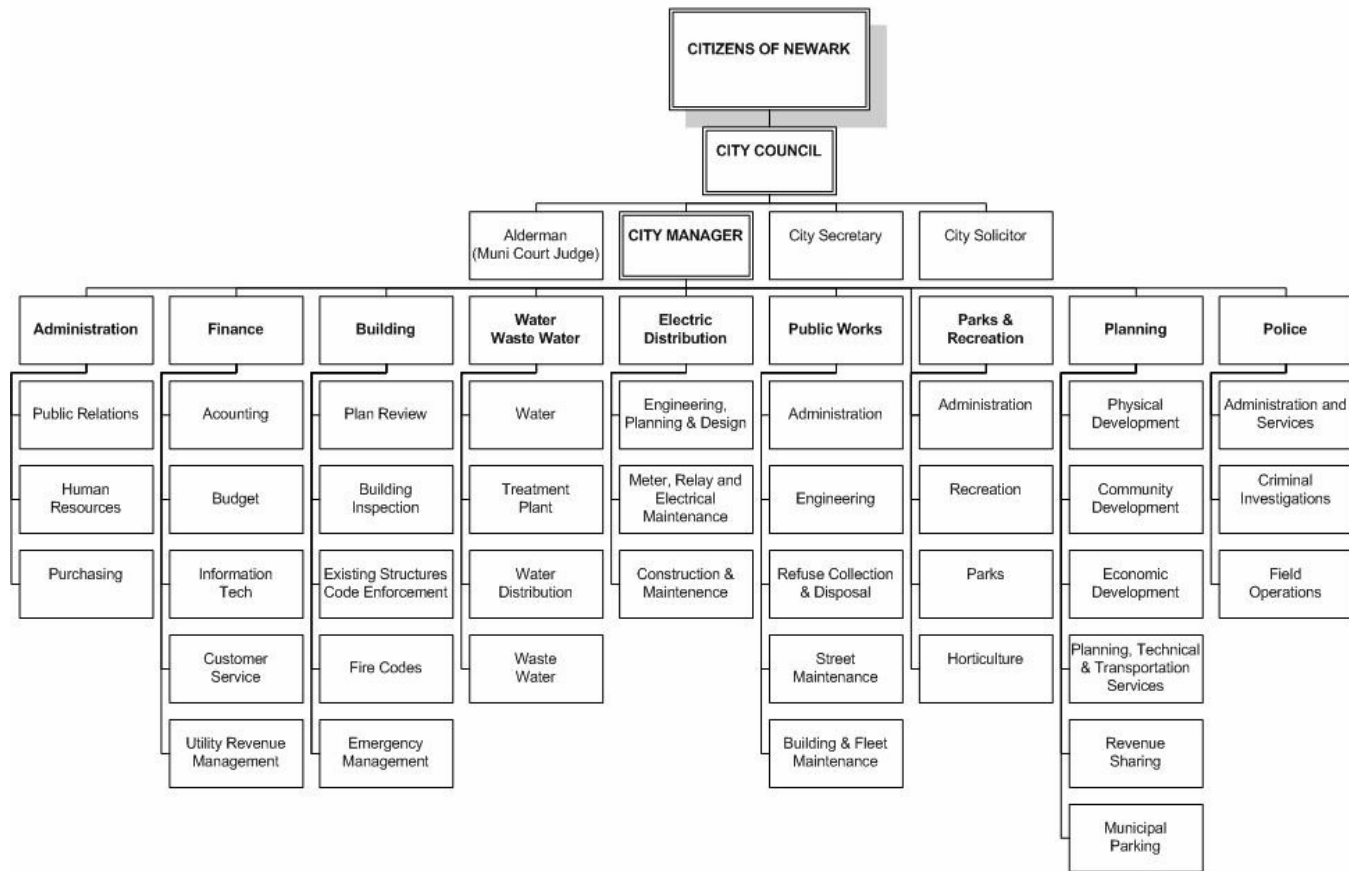 CITIZENS OF NEWARK
CITY COUNCIL
Alderman
(Muni Court Judge)
CITY MANAGER
City Secretary
City Solicitor
Administration
Finance
Building
Water
Waste Water
Electric
Distribution
Public Works
Parks &
Recreation
Planning
Police
Public Relations
Acounting
Plan Review
Water
Engineering,
Planning & Design
Administration
Administration
Physical
Development
Administration and
Services
Human
Resources
Budget
Building
Inspection
Treatment
Plant
Meter, Relay and
Electrical
Maintenance
Engineering
Recreation
Community
Development
Criminal
Investigations
Purchasing
Information
Tech
Existing Structures
Code Enforcement
Water
Distribution
Construction &
Maintenence
Refuse Collection
& Disposal
Parks
Economic
Development
Field
Operations
Customer
Service
Fire Codes
Waste
Water
Street
Maintenance
Horticulture
Planning, Technical
& Transportation
Services
Utility Revenue
Management
Emergency
Management
Building & Fleet
Maintenance
Revenue
Sharing
Municipal
Parking